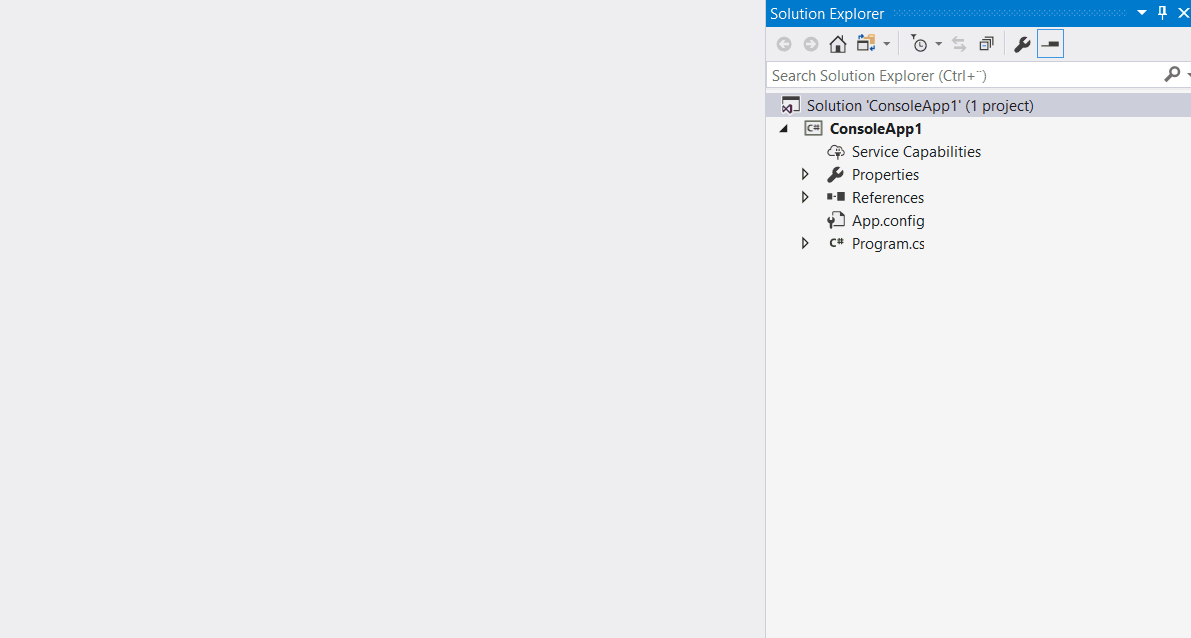 Solution Explorer
Search Solution Explorer (Ctrl+¨)
Solution 'ConsoleApp1' (1 project)
C# ConsoleApp1
Service Capabilities
Properties
References
App.config
C# Program.cs